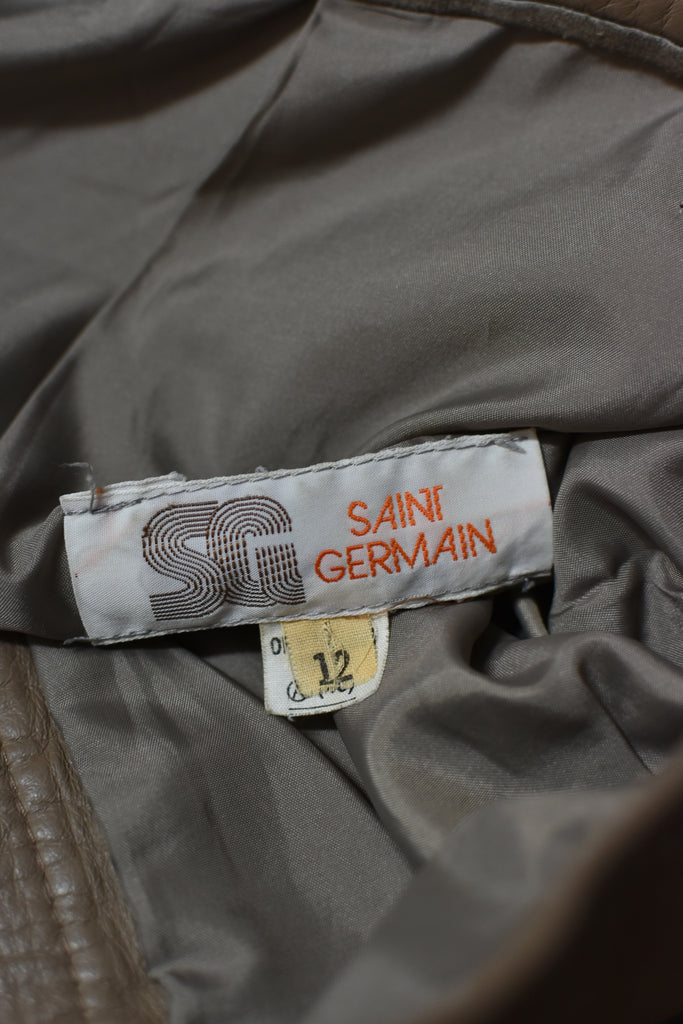 SG
SAINT
GERMAIN
12